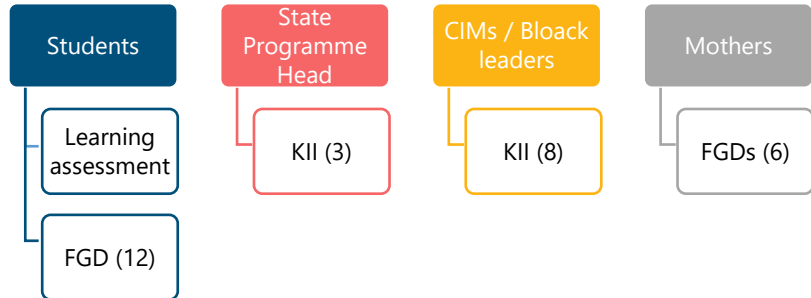 Students
Learning
assessment
FGD (12)
State
Programme
Head
KII (3)
CIMs / Bloack
leaders
KII (8)
Mothers
FGDs (6)